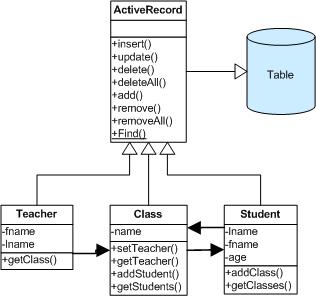 ActiveRecord
+insert()
+update()
+delete()
+deleteAll()
+add()
+remove()
+removeAll()
+Find()
Table
Teacher
-fname
-lname
+getClass()
Class
-name
+setTeacher()
+getTeacher()
+addStudent()
+getStudents()
Student
-lname
-fname
-age
+addClass()
+getClasses()